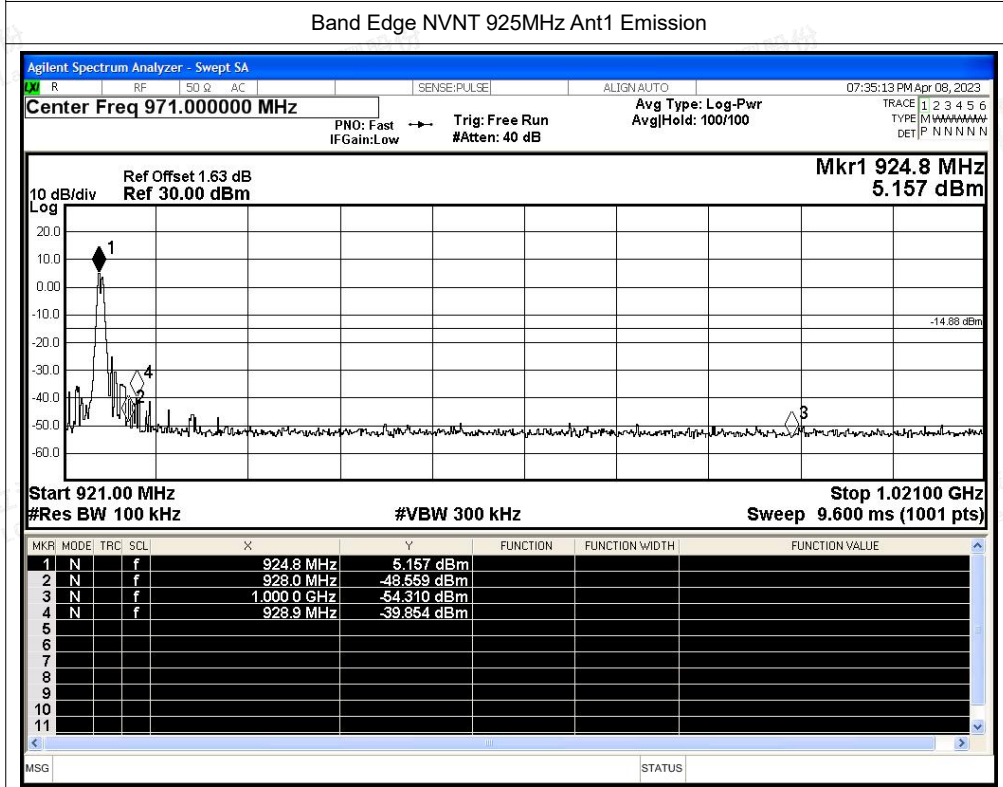 Band Edge NVNT 925MHz Ant1 Emission
Agilent Spectrum Analyzer - Swept SA
LXI R RF 50 Ω AC SENSE:PULSE ALIGN AUTO 07:35:13 PM Apr 08, 2023
Center Freq 971.000000 MHz Avg Type: Log-Pwr TRACE 1 2 3 4 5 6
PNO: Fast Trig: Free Run Avg|Hold: 100/100 TYPE M
IFGain:Low #Atten: 40 dB DET P N N N N N
Mkr1 924.8 MHz
Ref Offset 1.63 dB
10 dB/div Ref 30.00 dBm 5.157 dBm
Log
20.0
1
10.0
0.00
-10.0
-14.88 dBm
-20.0
-30.0
4
-40.0
2
3
-50.0
-60.0
Start 921.00 MHz Stop 1.02100 GHz
#Res BW 100 kHz #VBW 300 kHz Sweep 9.600 ms (1001 pts)
MKR MODE TRC SCL X Y FUNCTION FUNCTION WIDTH FUNCTION VALUE
1 N f 924.8 MHz 5.157 dBm
2 N f 928.0 MHz -48.559 dBm
3 N f 1.000 0 GHz -54.310 dBm
4 N f 928.9 MHz -39.854 dBm
5
6
7
8
9
10
11
MSG STATUS